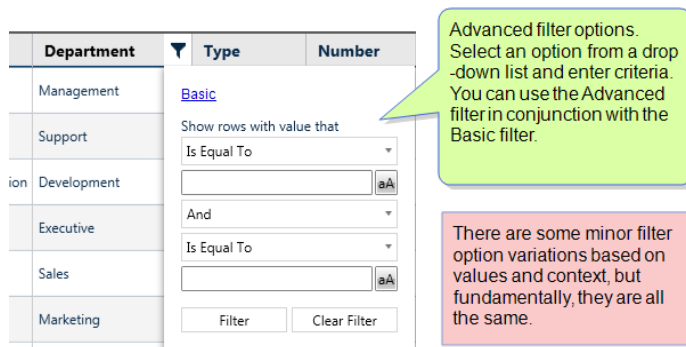 Department Type Number
Management
Support
ion Development
Executive
Sales
Marketing
Basic
Show rows with value that
Is Equal To
aA
And
Is Equal To
aA
Filter Clear Filter
Advanced filter options.
Select an option from a drop
-down list and enter criteria.
You can use the Advanced
filter in conjunction with the
Basic filter.
There are some minor filter
option variations based on
values and context, but
fundamentally, they are all
the same.